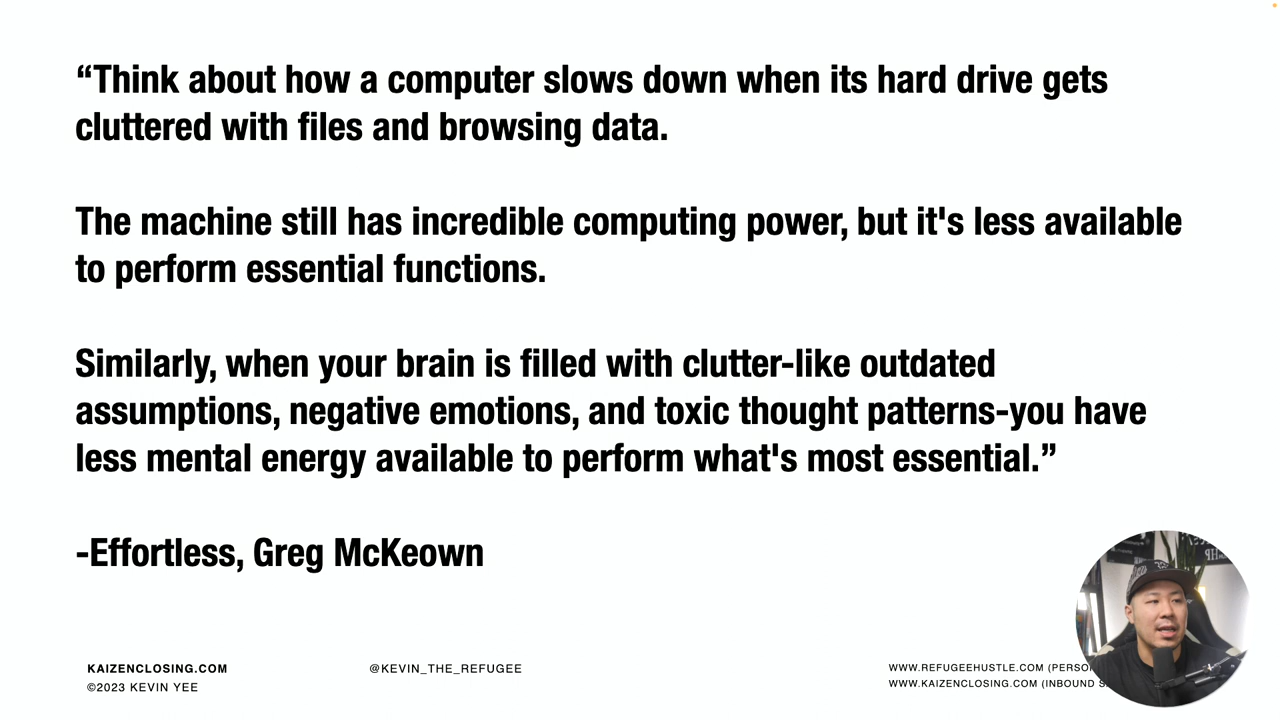 “Think about how a computer slows down when its hard drive gets
cluttered with files and browsing data.
The machine still has incredible computing power, but it's less available
to perform essential functions.
Similarly, when your brain is filled with clutter-like outdated
assumptions, negative emotions, and toxic thought patterns-you have
less mental energy available to perform what's most essential.”
-Effortless, Greg McKeown
KAIZENCLOSING.COM
©2023 KEVIN YEE
@KEVIN_THE_REFUGEE
WWW.REFUGEEHUSTLE.COM
WWW.KAIZENCLOSING.COM (INBOUND